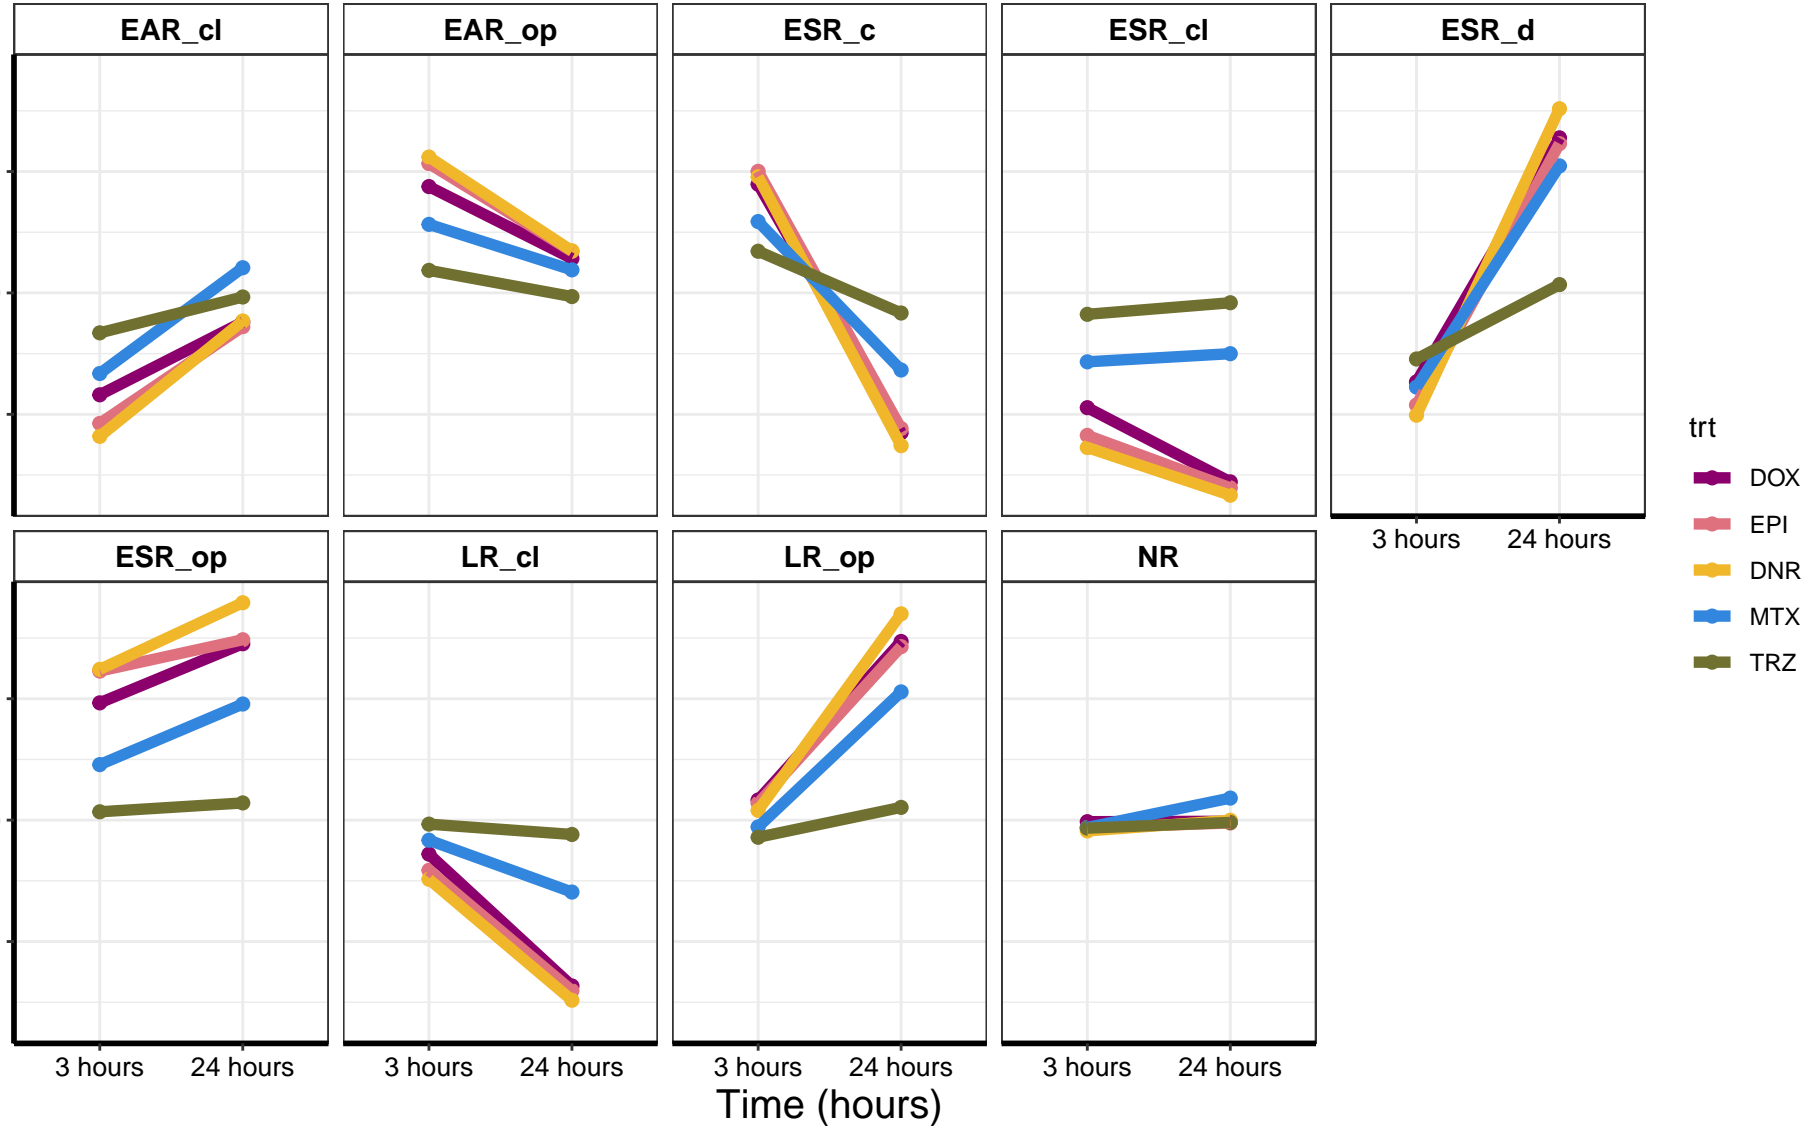 EAR_cl EAR_op ESR_c ESR_cl ESR_d
3 hours 24 hours
ESR_op LR_cl LR_op NR
3 hours 24 hours 3 hours 24 hours 3 hours 24 hours 3 hours 24 hours
Time (hours)
trt
DOX
EPI
DNR
MTX
TRZ